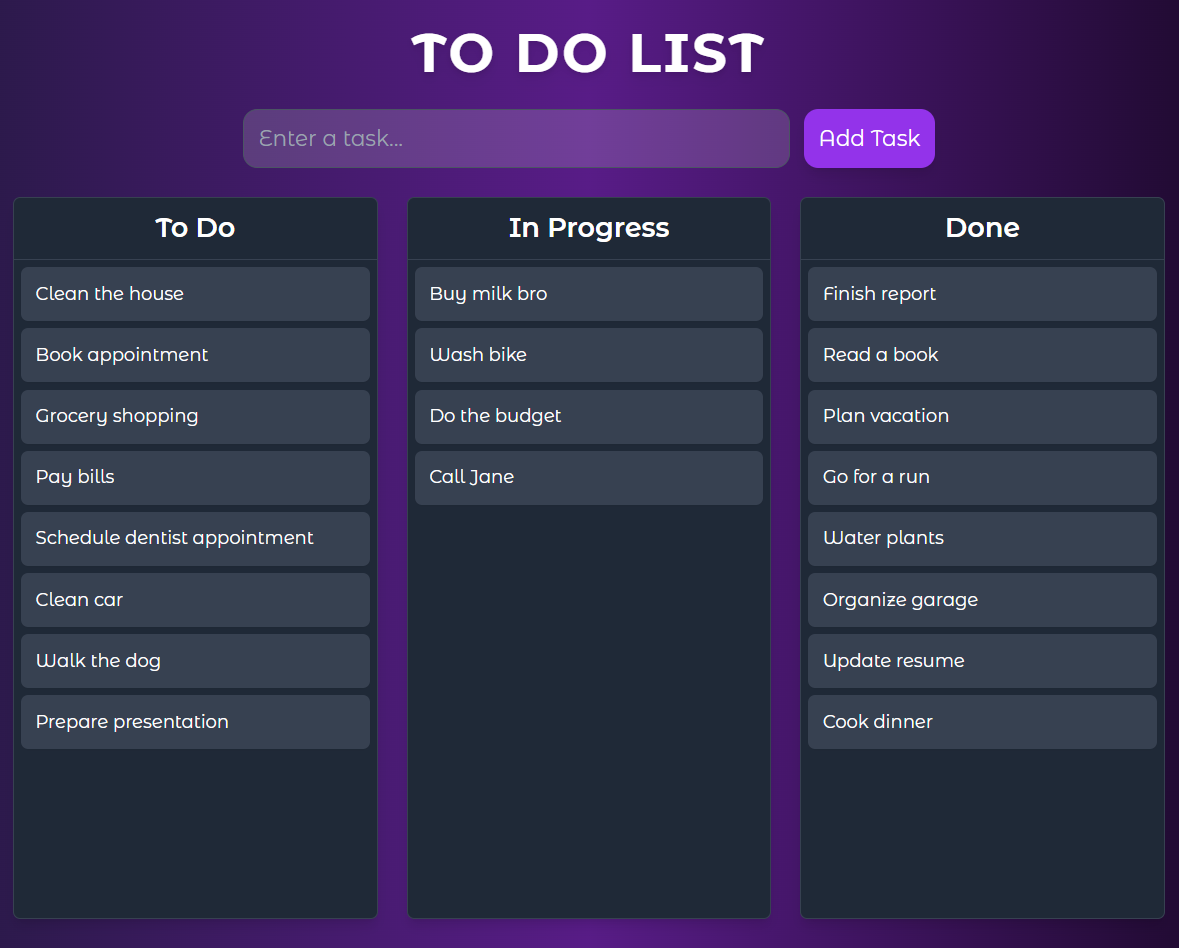 TO DO LIST
Enter a task...
Add Task
To Do
Clean the house
Book appointment
Grocery shopping
Pay bills
Schedule dentist appointment
Clean car
Walk the dog
Prepare presentation
In Progress
Buy milk bro
Wash bike
Do the budget
Call Jane
Done
Finish report
Read a book
Plan vacation
Go for a run
Water plants
Organize garage
Update resume
Cook dinner